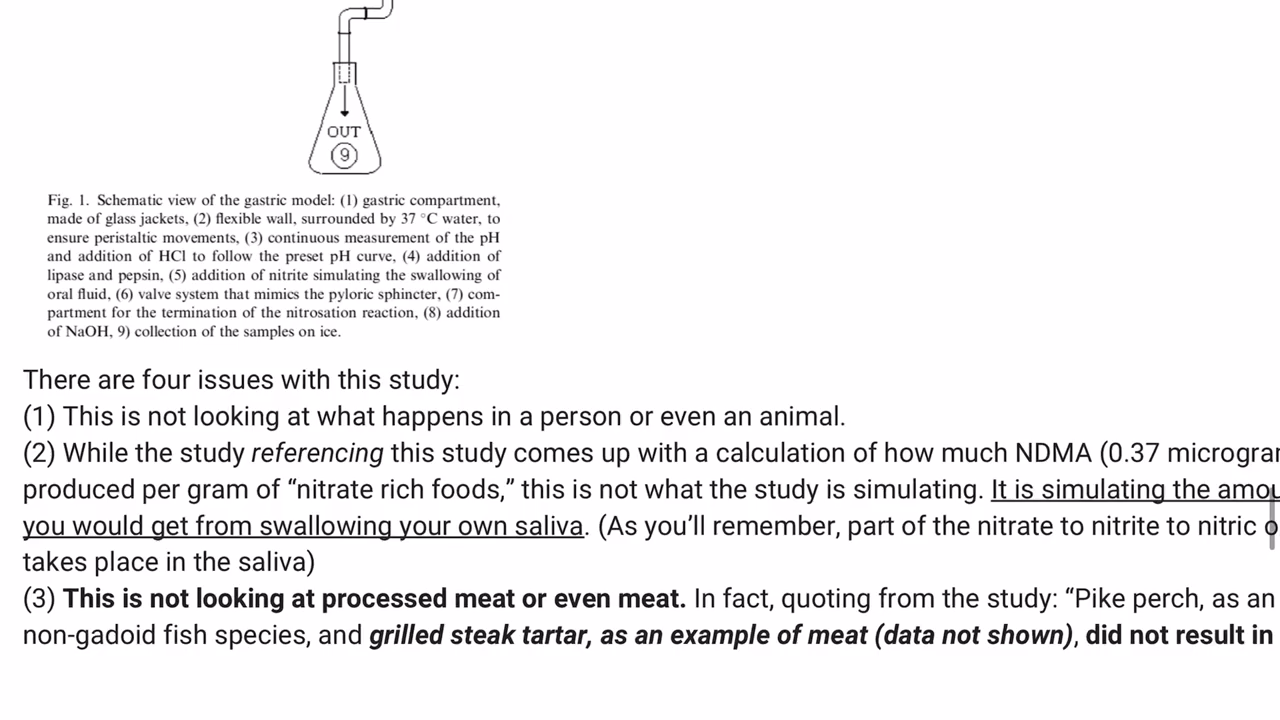 OUT
9
Fig. 1. Schematic view of the gastric model: (1) gastric compartment,
made of glass jackets, (2) flexible wall, surrounded by 37 °C water, to
ensure peristaltic movements, (3) continuous measurement of the pH
and addition of HCl to follow the preset pH curve, (4) addition of
lipase and pepsin, (5) addition of nitrite simulating the swallowing of
oral fluid, (6) valve system that mimics the pyloric sphincter, (7) com-
partment for the termination of the nitrosation reaction, (8) addition
of NaOH, 9) collection of the samples on ice.
There are four issues with this study:
(1) This is not looking at what happens in a person or even an animal.
(2) While the study referencing this study comes up with a calculation of how much NDMA (0.37
produced per gram of “nitrate rich foods,” this is not what the study is simulating. It is simulating the
you would get from swallowing your own saliva. (As you’ll remember, part of the nitrate to nitrite to nitric
takes place in the saliva)
(3) This is not looking at processed meat or even meat. In fact, quoting from the study: “Pike perch, as an
non-gadoid fish species, and grilled steak tartar, as an example of meat (data not shown), did not result in